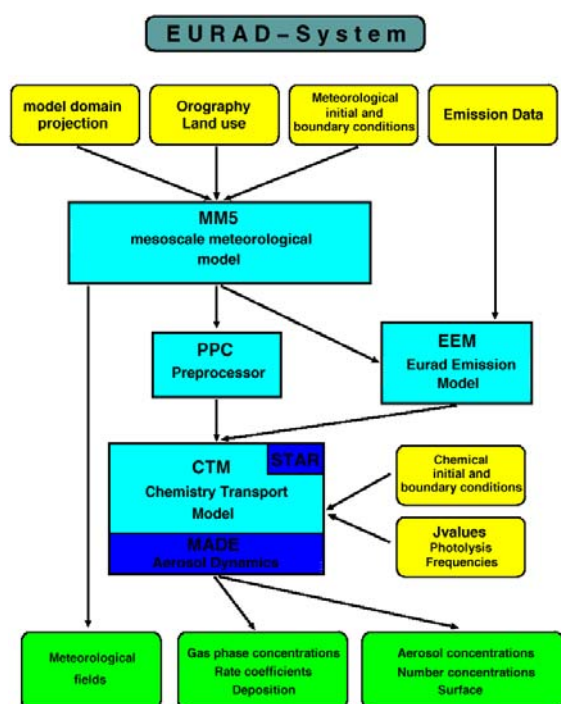 EURAD-System
model domain
projection
Orography
Land use
Meteorological
initial and
boundary conditions
Emission Data
MM5
mesoscale meteorological
model
PPC
Preprocessor
EEM
Eurad Emission
Model
CTM
STAR
Chemistry Transport
Model
MADE
Aerosol Dynamics
Chemical
initial and
boundary conditions
Jvalues
Photolysis
Frequencies
Meteorological
fields
Gas phase concentrations
Rate coefficients
Deposition
Aerosol concentrations
Number concentrations
Surface